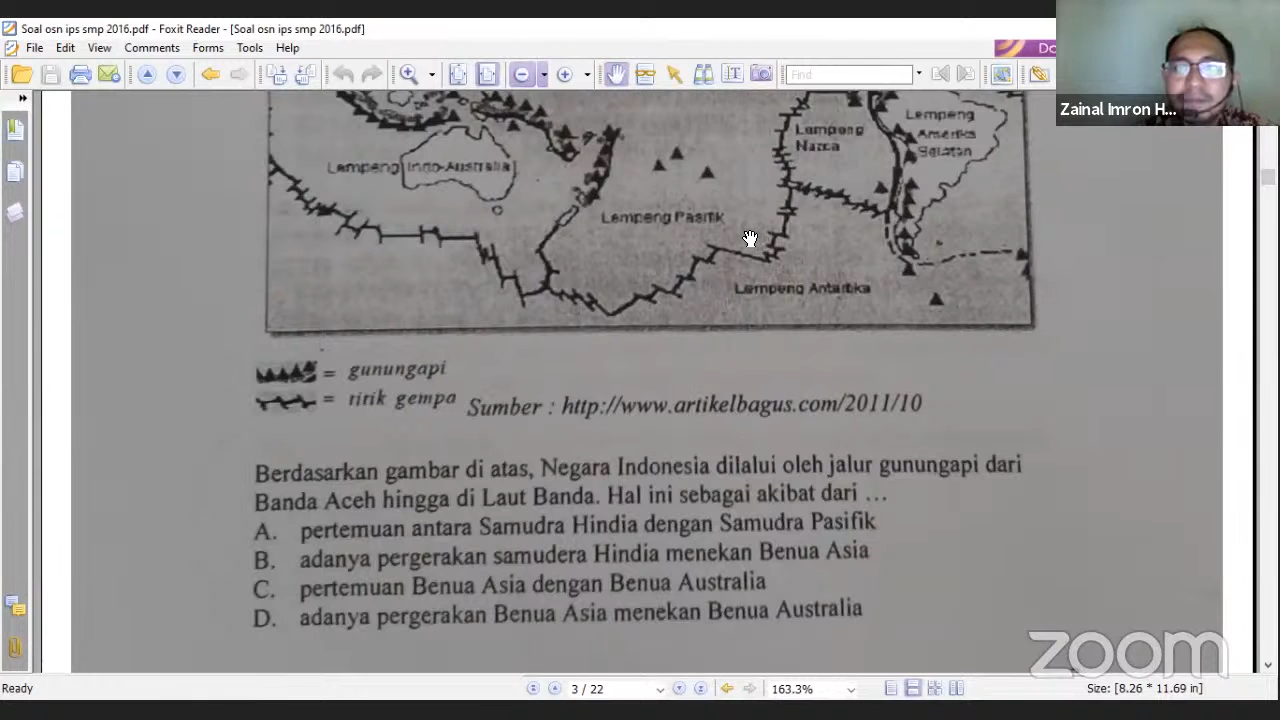 Soal osn ips smp 2016.pdf - Foxit Reader - [Soal osn ips smp 2016.pdf]
File Edit View Comments Forms Tools Help
Do
Find
Zainal Imron H...
Lempeng Indo-Australia
Lempeng Pasifik
Lempeng
Nazca
Lempeng
Amerika
Selatan
Lempeng Antartika
= gunungapi
= ririk gempa
Sumber : http://www.artikelbagus.com/2011/10
Berdasarkan gambar di atas, Negara Indonesia dilalui oleh jalur gunungapi dari
Banda Aceh hingga di Laut Banda. Hal ini sebagai akibat dari ...
A. pertemuan antara Samudra Hindia dengan Samudra Pasifik
B. adanya pergerakan samudera Hindia menekan Benua Asia
C. pertemuan Benua Asia dengan Benua Australia
D. adanya pergerakan Benua Asia menekan Benua Australia
zoom
Ready
3 / 22
163.3%
Size: [8.26 * 11.69 in]